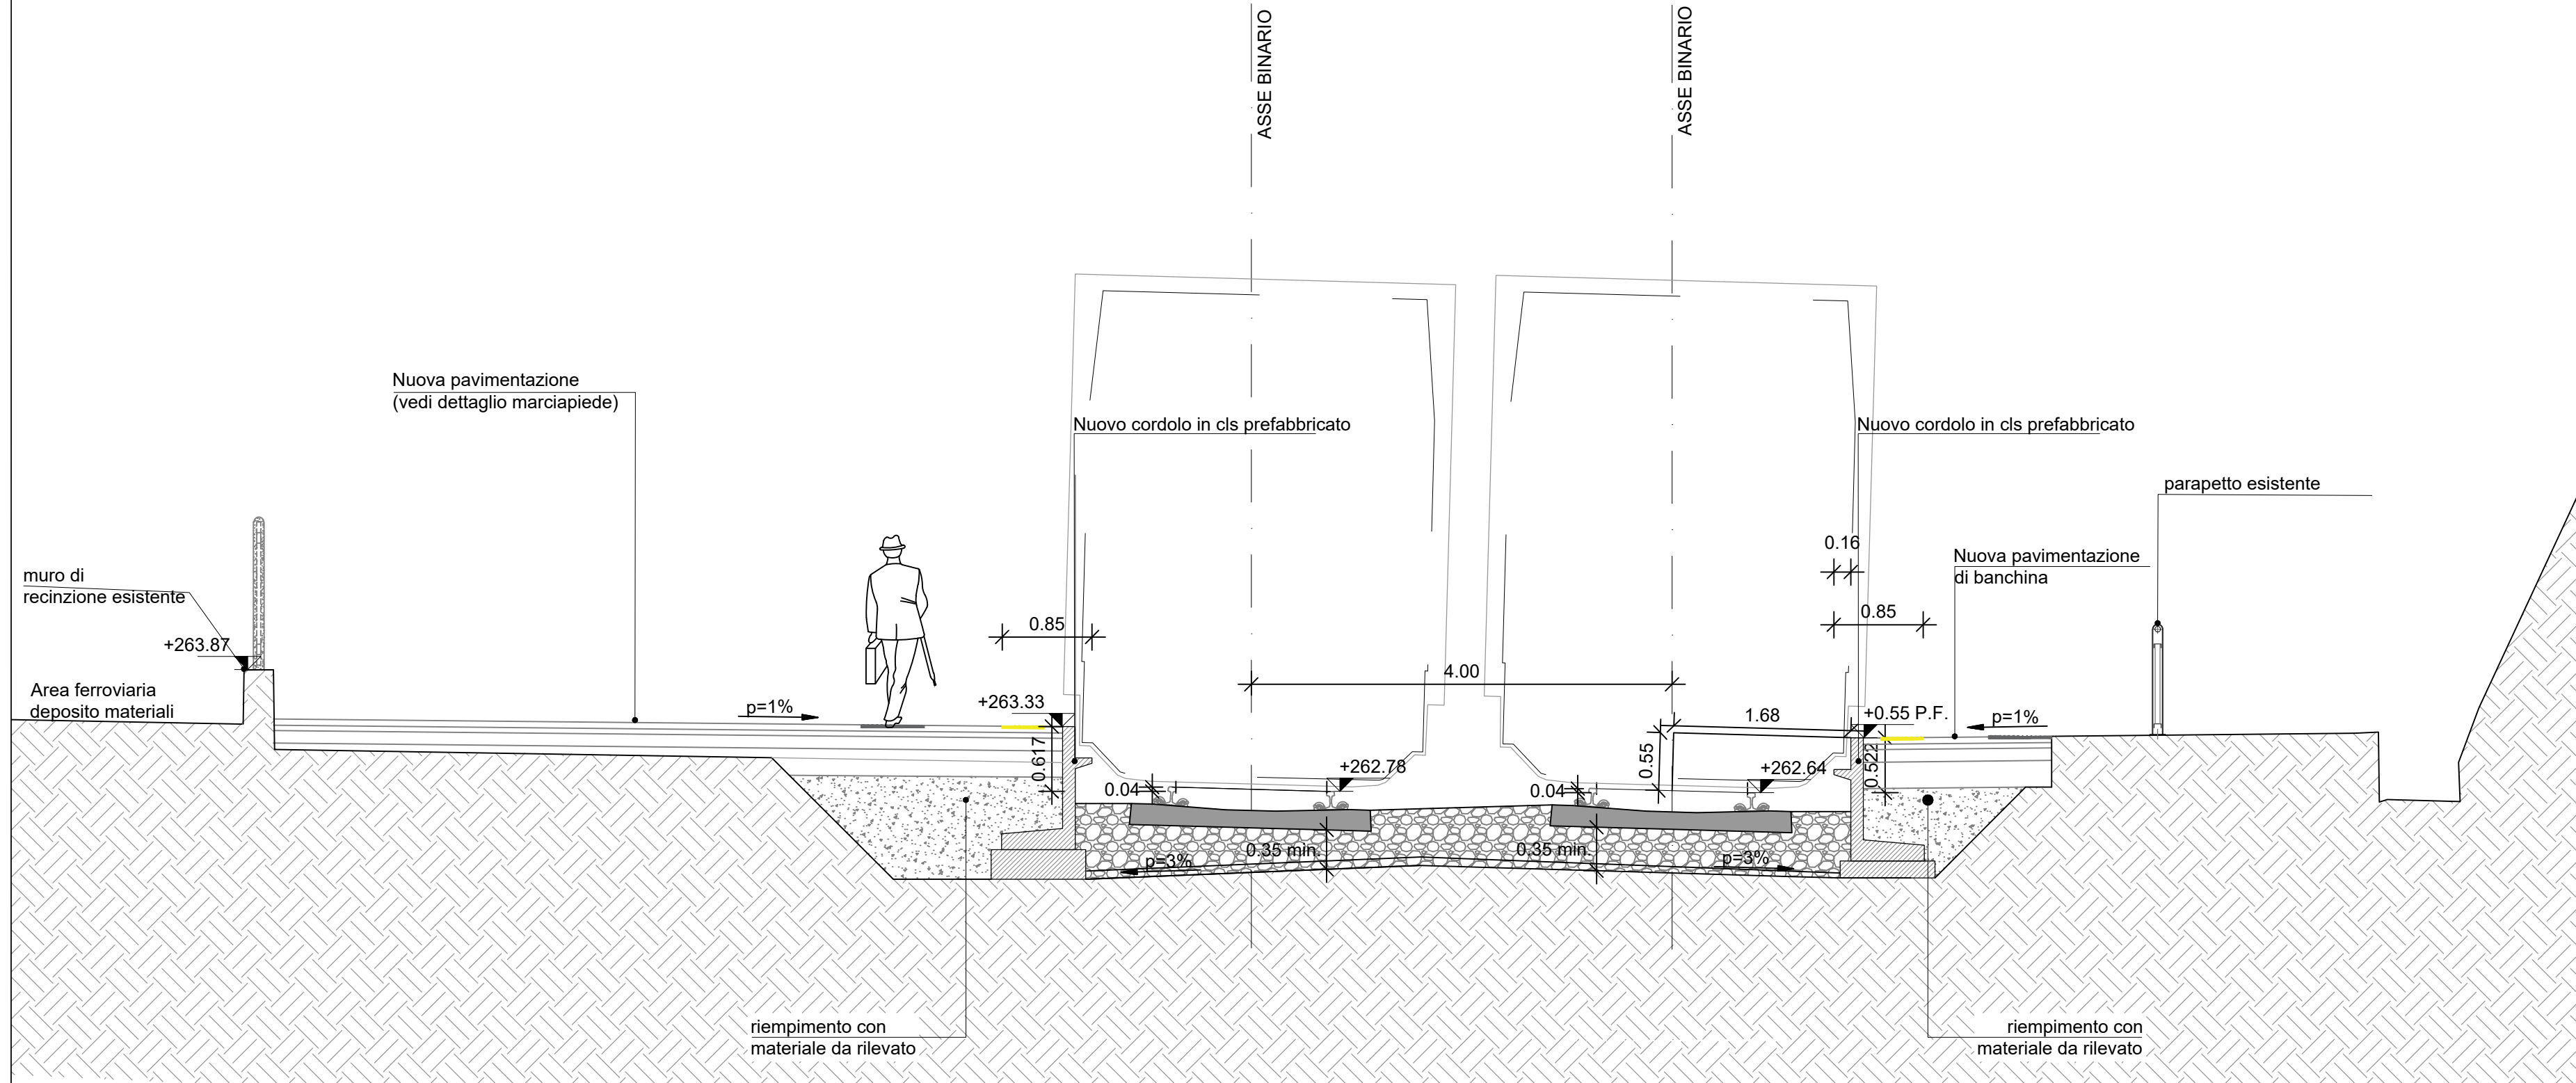 ASSE BINARIO
ASSE BINARIO
Nuova pavimentazione
(vedi dettaglio marciapiede)
Nuovo cordolo in cls prefabbricato
Nuovo cordolo in cls prefabbricato
parapetto esistente
0.16
Nuova pavimentazione
di banchina
muro di
recinzione esistente
0.85
0.85
+263.87
4.00
Area ferroviaria
deposito materiali
p=1%
+263.33
1.68
+0.55 P.F.
p=1%
0.617
0.55
0.522
+262.78
+262.64
0.04
0.04
0.35 min.
0.35 min.
p=3%
p=3%
riempimento con
materiale da rilevato
riempimento con
materiale da rilevato